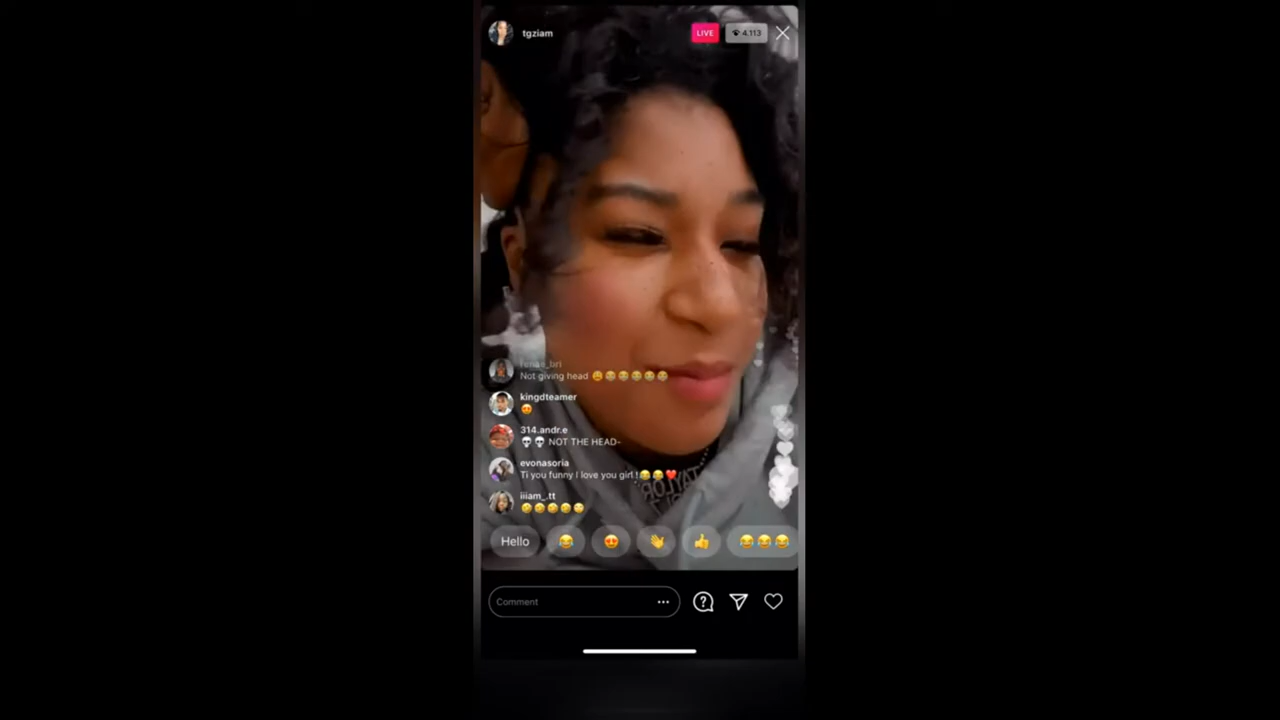 tgziam
LIVE
4.113
Not giving head 😩😭😭😭😭😭
kingdteamer
😍
314.andr.e
💀💀 NOT THE HEAD-
evonasoria
Ti you funny I love you girl !😂😂❤️
iiiam_.tt
Hello
😂😂😂
Comment